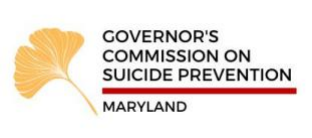 GOVERNOR'S
COMMISSION ON
SUICIDE PREVENTION
MARYLAND